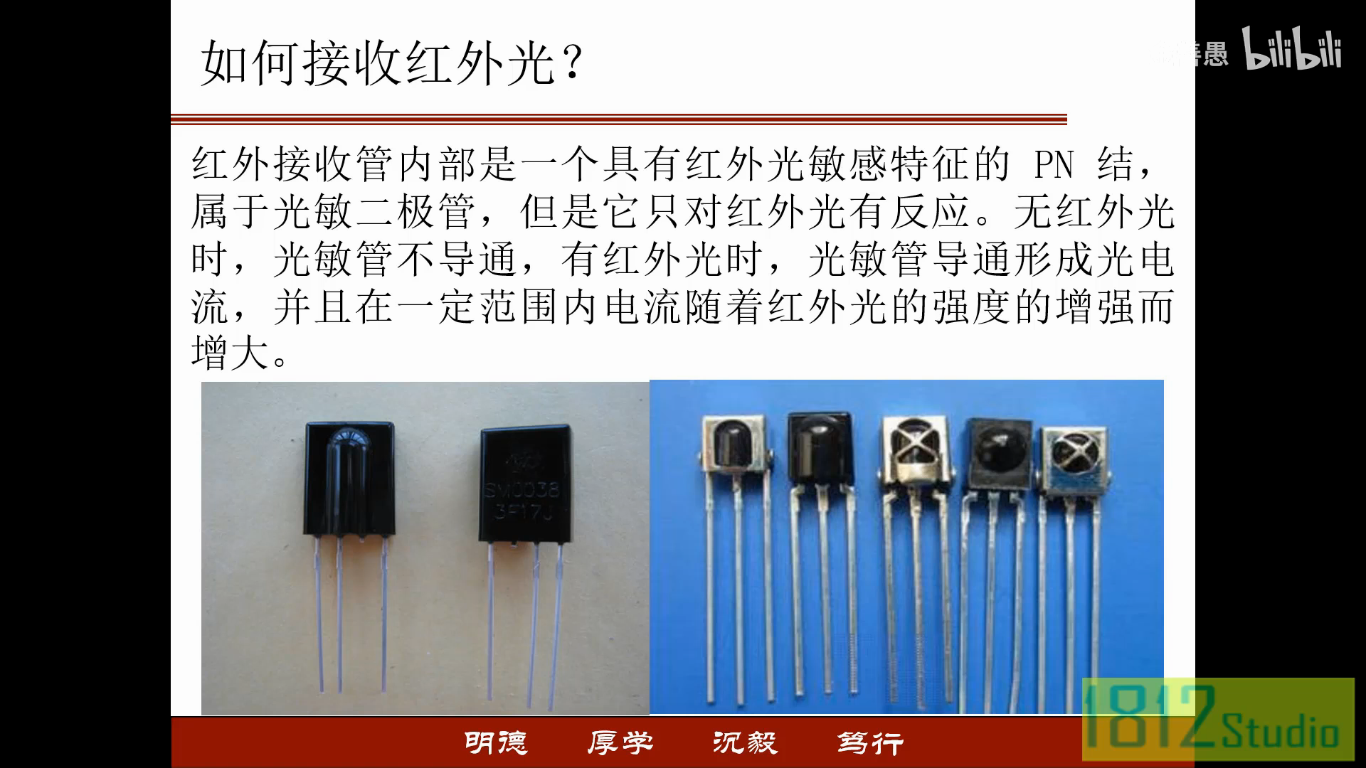 如何接收红外光？
善愚 bilibili
红外接收管内部是一个具有红外光敏感特征的 PN 结，
属于光敏二极管，但是它只对红外光有反应。无红外光
时，光敏管不导通，有红外光时，光敏管导通形成光电
流，并且在一定范围内电流随着红外光的强度的增强而
增大。
SM0038
3F17J
明德 厚学 沉毅 笃行
1812 Studio